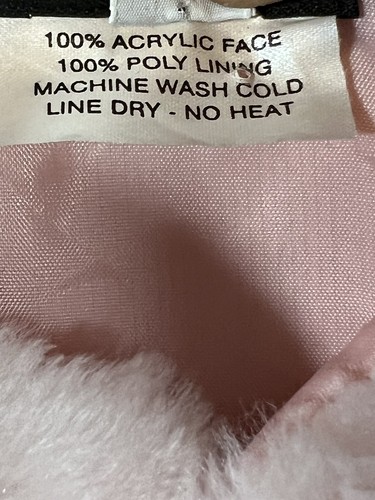 100% ACRYLIC FACE
100% POLY LINING
MACHINE WASH COLD
LINE DRY - NO HEAT